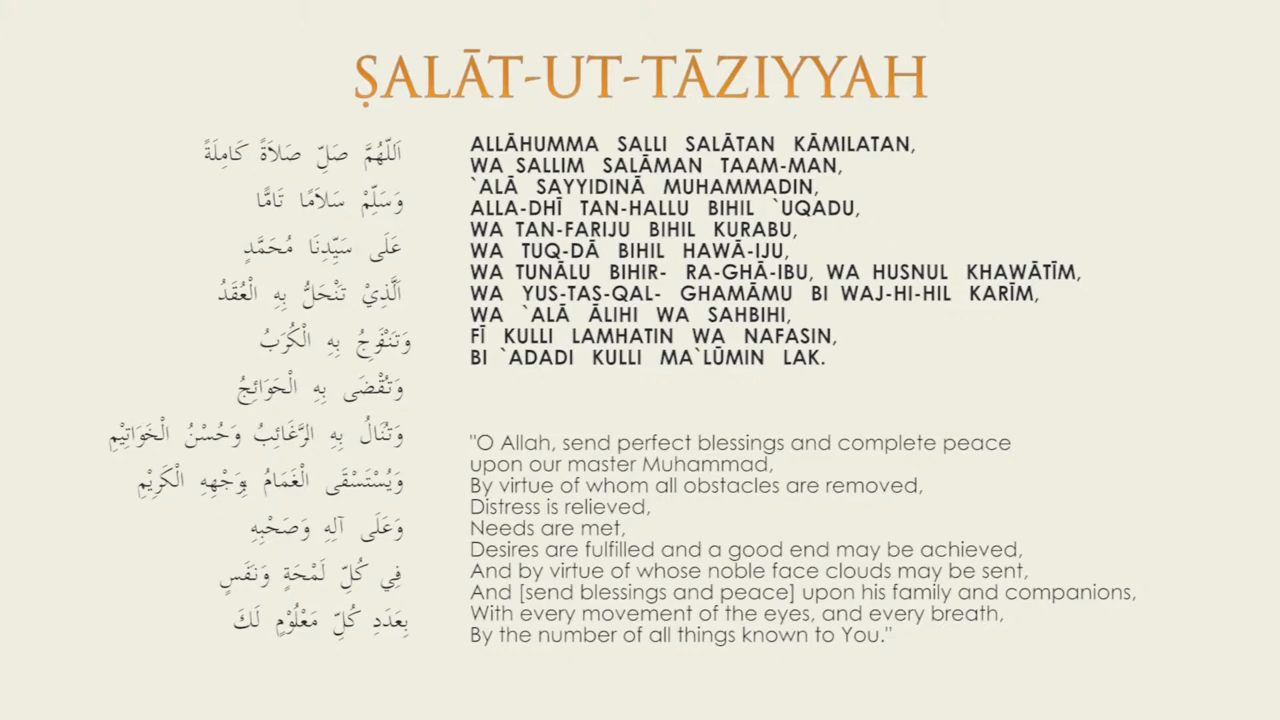 ṢALĀT-UT-TĀZIYYAH
اَللّٰهُمَّ صَلِّ صَلاَةً كَامِلَةً
وَسَلِّمْ سَلاَمًا تَامًّا
عَلَى سَيِّدِنَا مُحَمَّدٍ
اَلَّذِيْ تَنْحَلُّ بِهِ الْعُقَدُ
وَتَنْفَرِجُ بِهِ الْكُرَبُ
وَتُقْضَى بِهِ الْحَوَائِجُ
وَتُنَالُ بِهِ الرَّغَائِبُ وَحُسْنُ الْخَوَاتِيْمِ
وَيُسْتَسْقَى الْغَمَامُ بِوَجْهِهِ الْكَرِيْمِ
وَعَلَى آلِهِ وَصَحْبِهِ
فِي كُلِّ لَمْحَةٍ وَنَفَسٍ
بِعَدَدِ كُلِّ مَعْلُوْمٍ لَكَ
ALLĀHUMMA SALLI SALĀTAN KĀMILATAN,
WA SALLIM SALĀMAN TAAM-MAN,
`ALĀ SAYYIDINĀ MUHAMMADIN,
ALLA-DHĪ TAN-HALLU BIHIL `UQADU,
WA TAN-FARIJU BIHIL KURABU,
WA TUQ-DĀ BIHIL HAWĀ-IJU,
WA TUNĀLU BIHIR- RA-GHĀ-IBU, WA HUSNUL KHAWĀTĪM,
WA YUS-TAS-QAL- GHAMĀMU BI WAJ-HI-HIL KARĪM,
WA `ALĀ ĀLIHI WA SAHBIHI,
FĪ KULLI LAMHATIN WA NAFASIN,
BI `ADADI KULLI MA`LŪMIN LAK.
"O Allah, send perfect blessings and complete peace
upon our master Muhammad,
By virtue of whom all obstacles are removed,
Distress is relieved,
Needs are met,
Desires are fulfilled and a good end may be achieved,
And by virtue of whose noble face clouds may be sent,
And [send blessings and peace] upon his family and companions,
With every movement of the eyes, and every breath,
By the number of all things known to You."